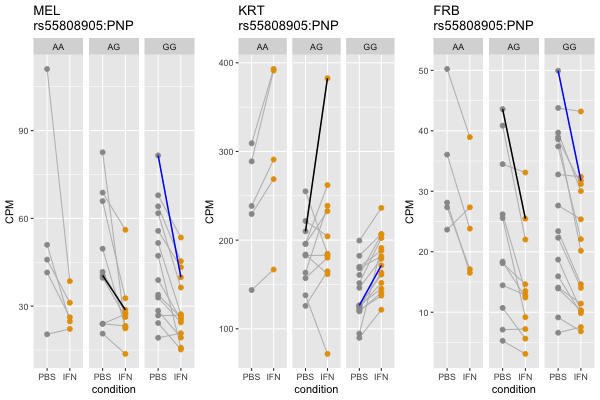 MEL
rs55808905:PNP
AA AG GG
CPM
90
60
30
PBS IFN PBS IFN PBS IFN
condition
KRT
rs55808905:PNP
AA AG GG
CPM
400
300
200
100
PBS IFN PBS IFN PBS IFN
condition
FRB
rs55808905:PNP
AA AG GG
CPM
50
40
30
20
10
PBS IFN PBS IFN PBS IFN
condition